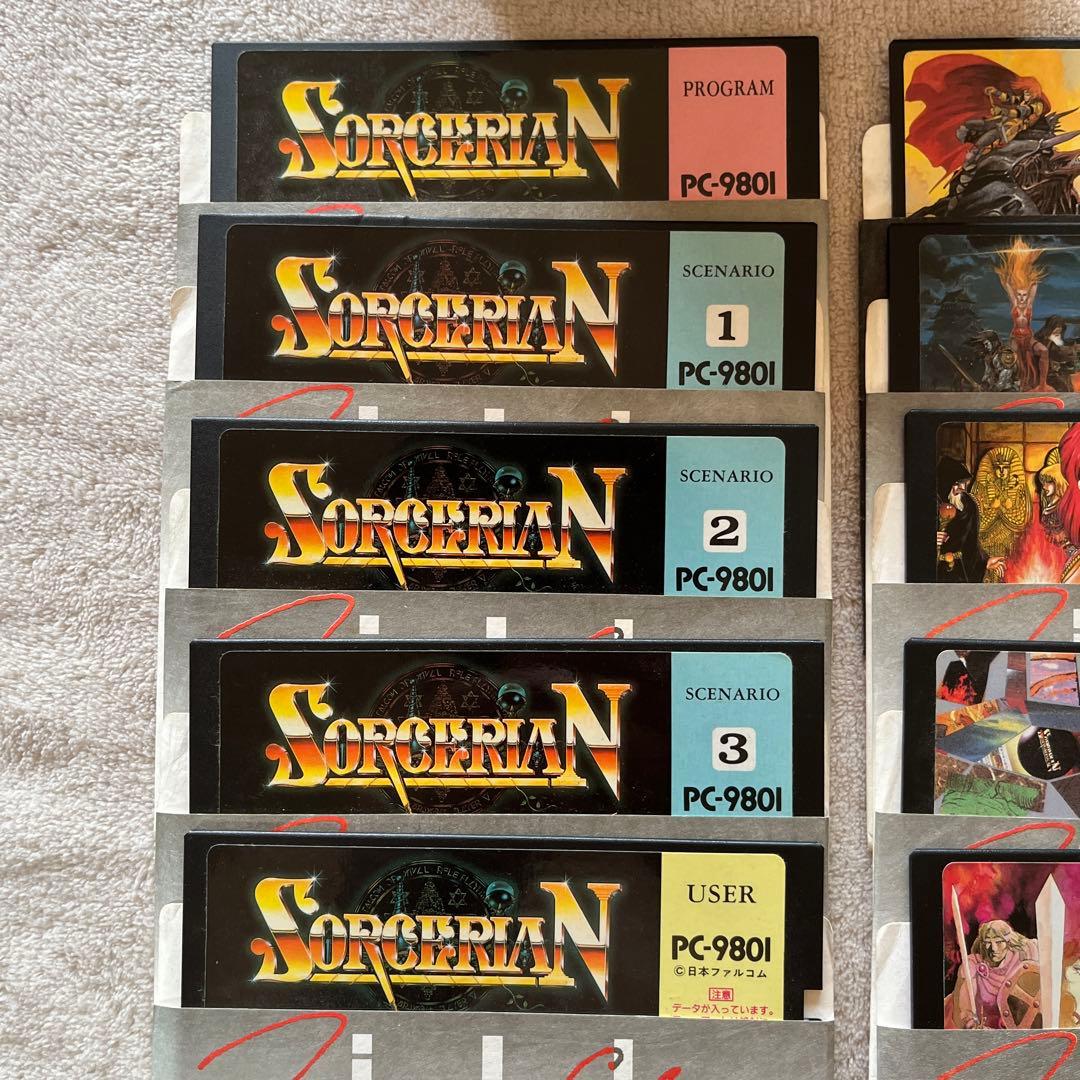 SORCERIAN
PROGRAM
PC-9801
SORCERIAN
SCENARIO
1
PC-9801
SORCERIAN
SCENARIO
2
PC-9801
SORCERIAN
SCENARIO
3
PC-9801
SORCERIAN
USER
PC-9801
©日本ファルコム
注意
データが入っています。